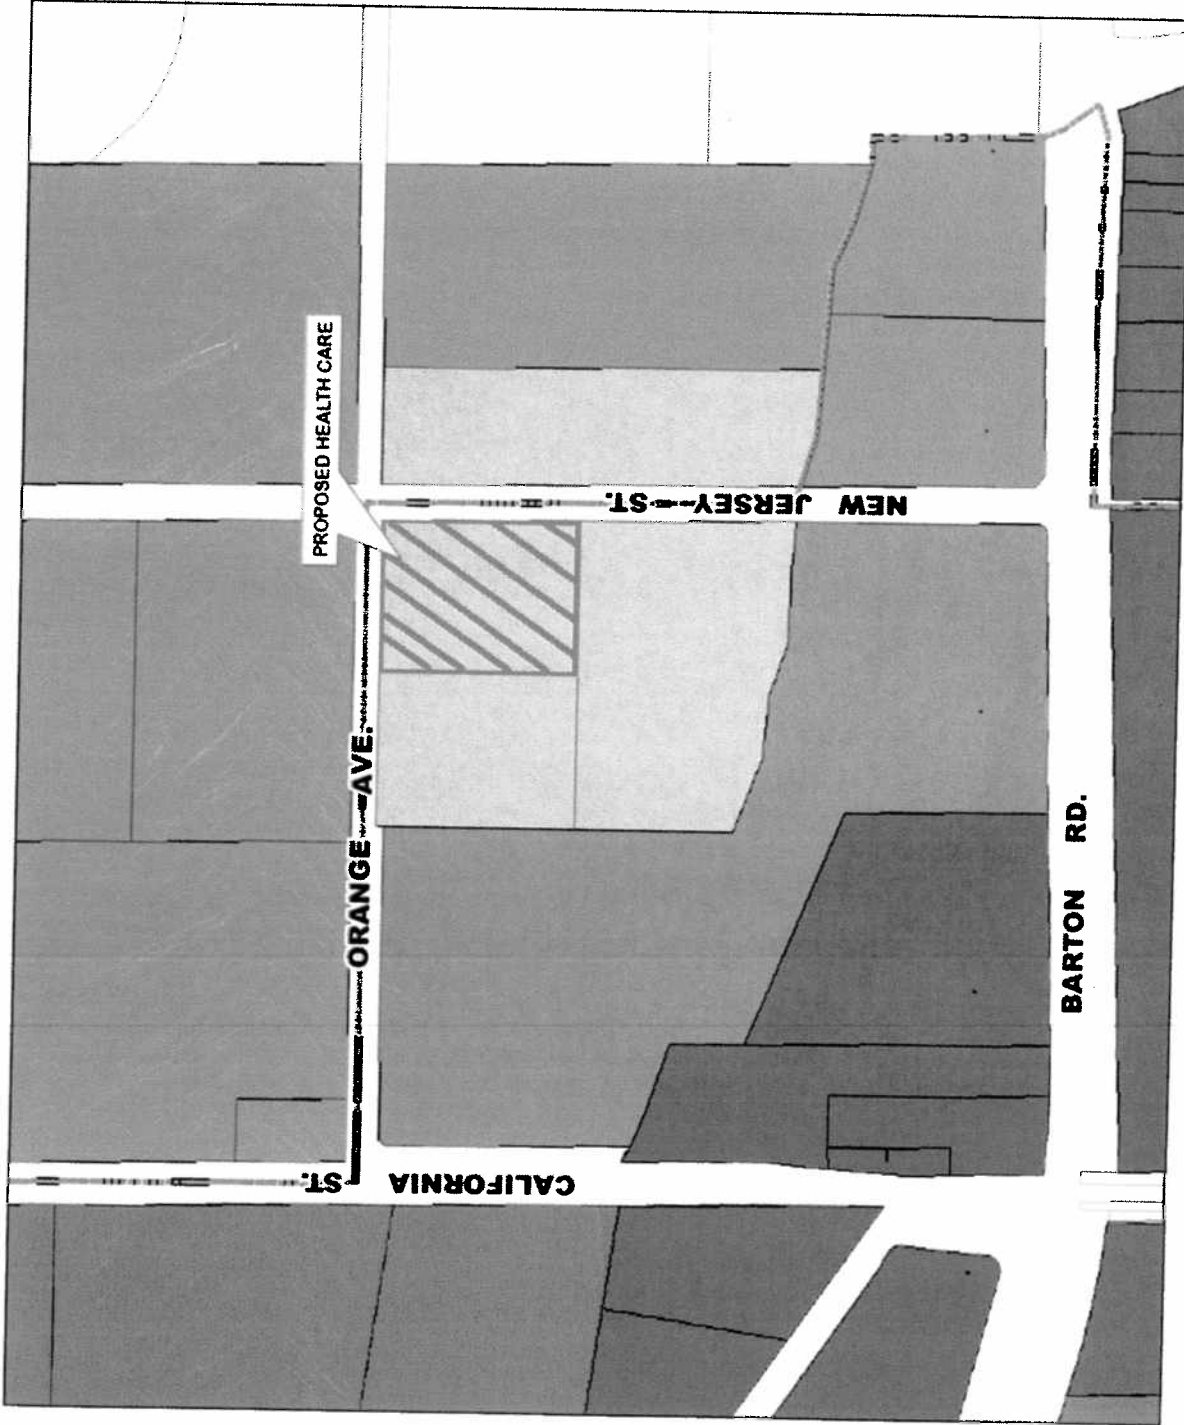 PROPOSED HEALTH CARE
ORANGE AVE.
NEW JERSEY ST.
CALIFORNIA ST.
BARTON RD.